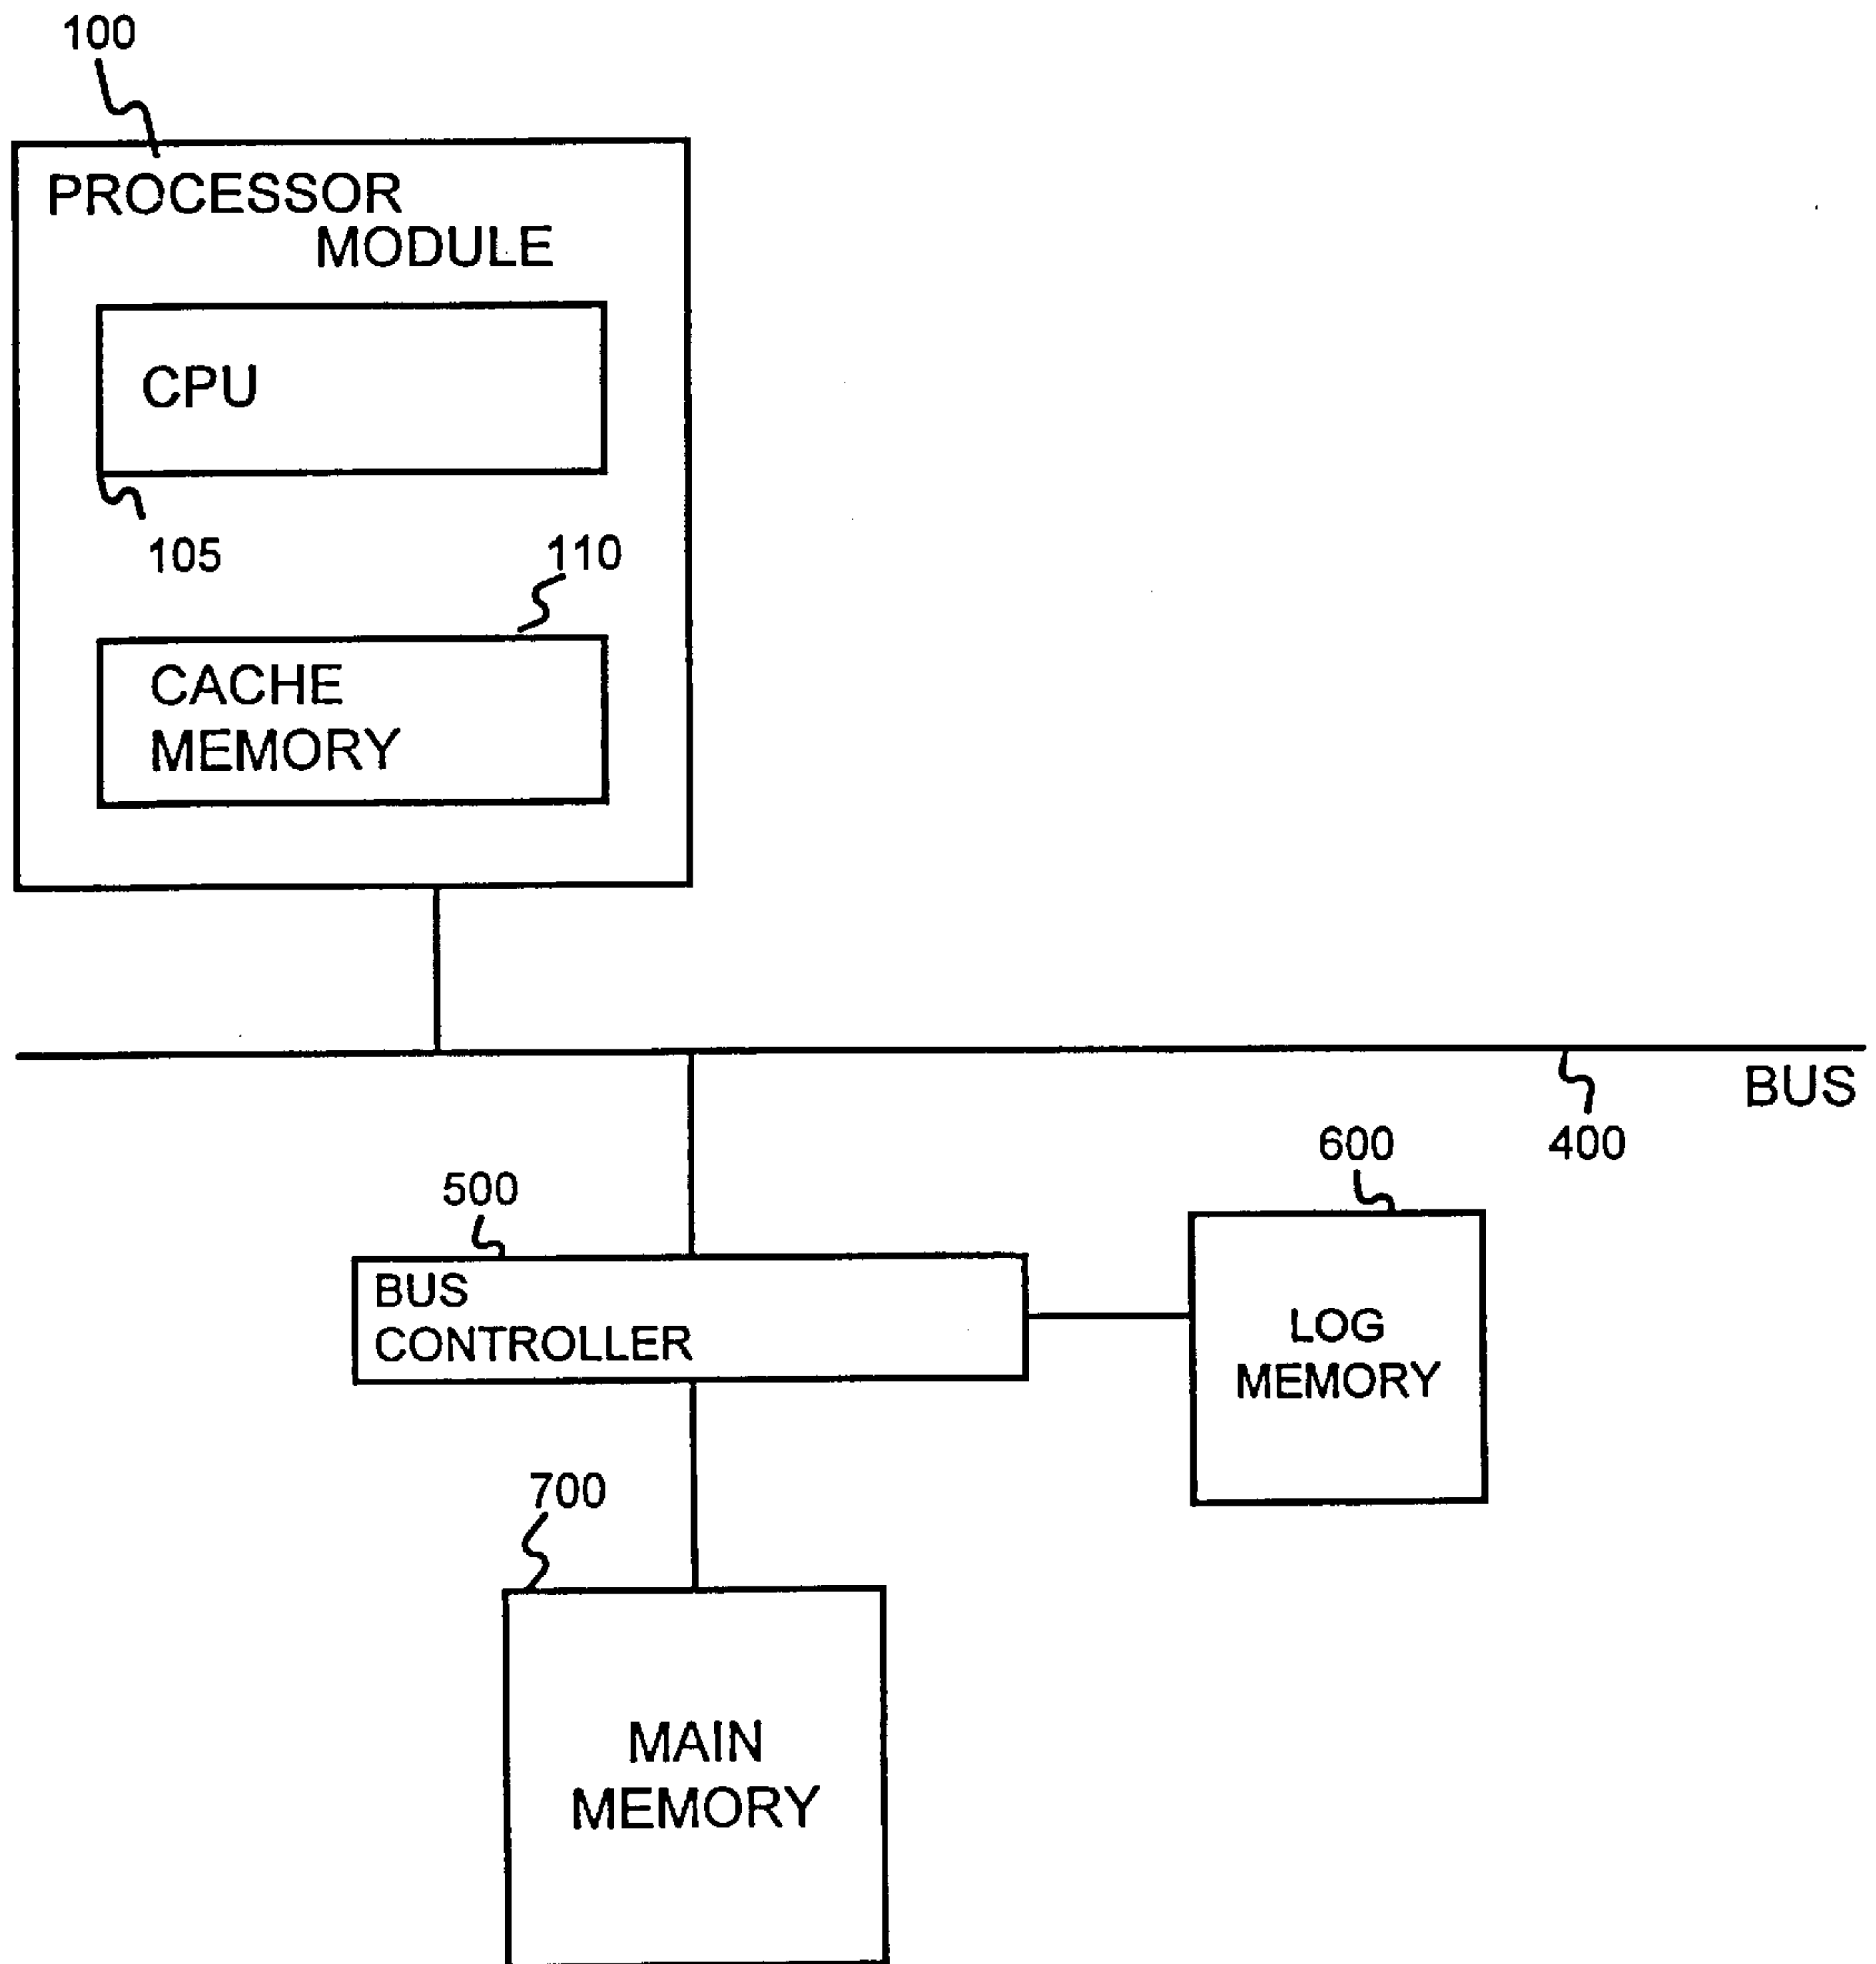 100
PROCESSOR
MODULE
CPU
105
110
CACHE
MEMORY
BUS
400
600
500
BUS
CONTROLLER
LOG
MEMORY
700
MAIN
MEMORY